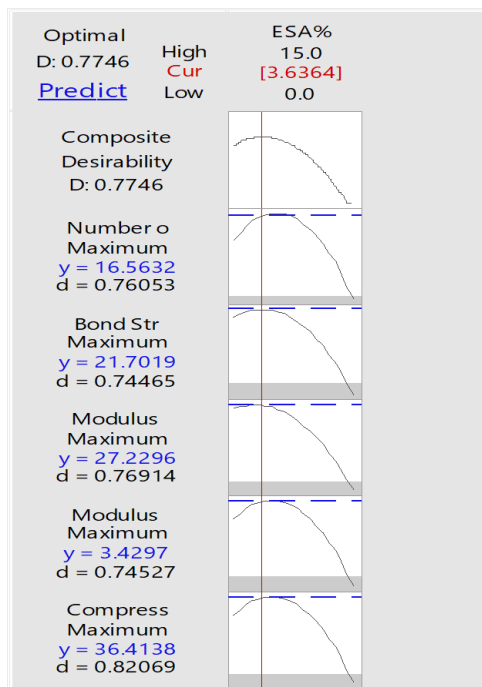 Optimal
D: 0.7746
Predict
High
Cur
Low
ESA%
15.0
[3.6364]
0.0
Composite
Desirability
D: 0.7746
Number o
Maximum
y = 16.5632
d = 0.76053
Bond Str
Maximum
y = 21.7019
d = 0.74465
Modulus
Maximum
y = 27.2296
d = 0.76914
Modulus
Maximum
y = 3.4297
d = 0.74527
Compress
Maximum
y = 36.4138
d = 0.82069